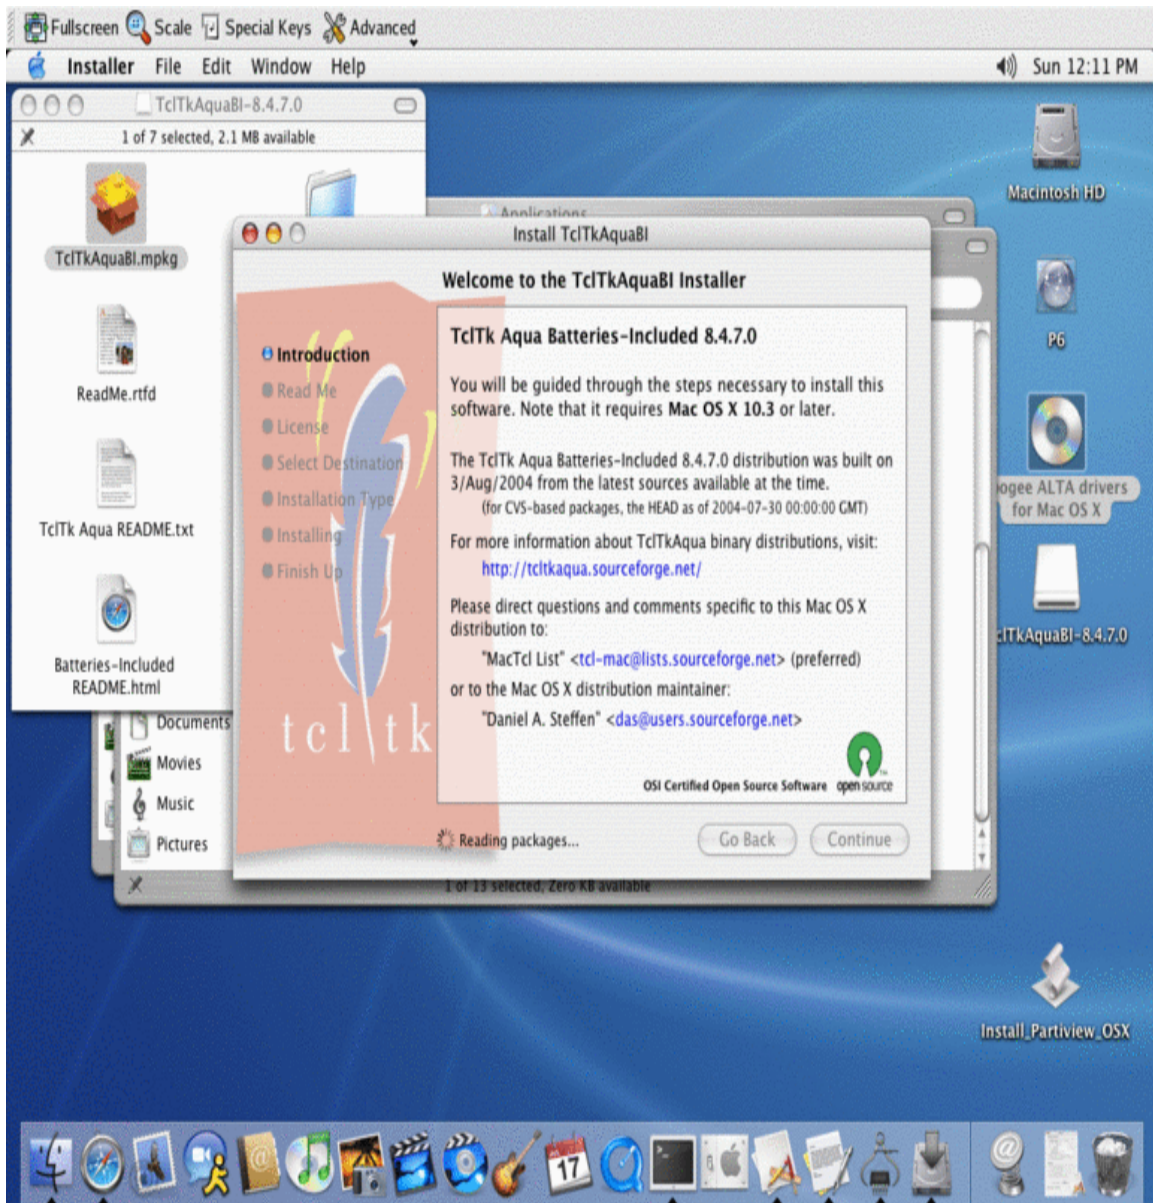 Fullscreen Scale Special Keys Advanced
Installer File Edit Window Help Sun 12:11 PM
TclTkAquaBI-8.4.7.0
1 of 7 selected, 2.1 MB available
TclTkAquaBI.mpkg
ReadMe.rtfd
TclTk Aqua README.txt
Batteries-Included
README.html
Applications
Install TclTkAquaBI
Welcome to the TclTkAquaBI Installer
Introduction
Read Me
License
Select Destination
Installation Type
Installing
Finish Up
tcl tk
TclTk Aqua Batteries-Included 8.4.7.0
You will be guided through the steps necessary to install this
software. Note that it requires Mac OS X 10.3 or later.
The TclTk Aqua Batteries-Included 8.4.7.0 distribution was built on
3/Aug/2004 from the latest sources available at the time.
(for CVS-based packages, the HEAD as of 2004-07-30 00:00:00 GMT)
For more information about TclTkAqua binary distributions, visit:
http://tcltkaqua.sourceforge.net/
Please direct questions and comments specific to this Mac OS X
distribution to:
"MacTcl List" <tcl-mac@lists.sourceforge.net> (preferred)
or to the Mac OS X distribution maintainer:
"Daniel A. Steffen" <das@users.sourceforge.net>
OSI Certified Open Source Software open source
Reading packages...
Go Back Continue
Documents
Movies
Music
Pictures
1 of 13 selected, Zero KB available
Macintosh HD
P6
ogee ALTA drivers
for Mac OS X
clTkAquaBI-8.4.7.0
Install_Partiview_OSX
17